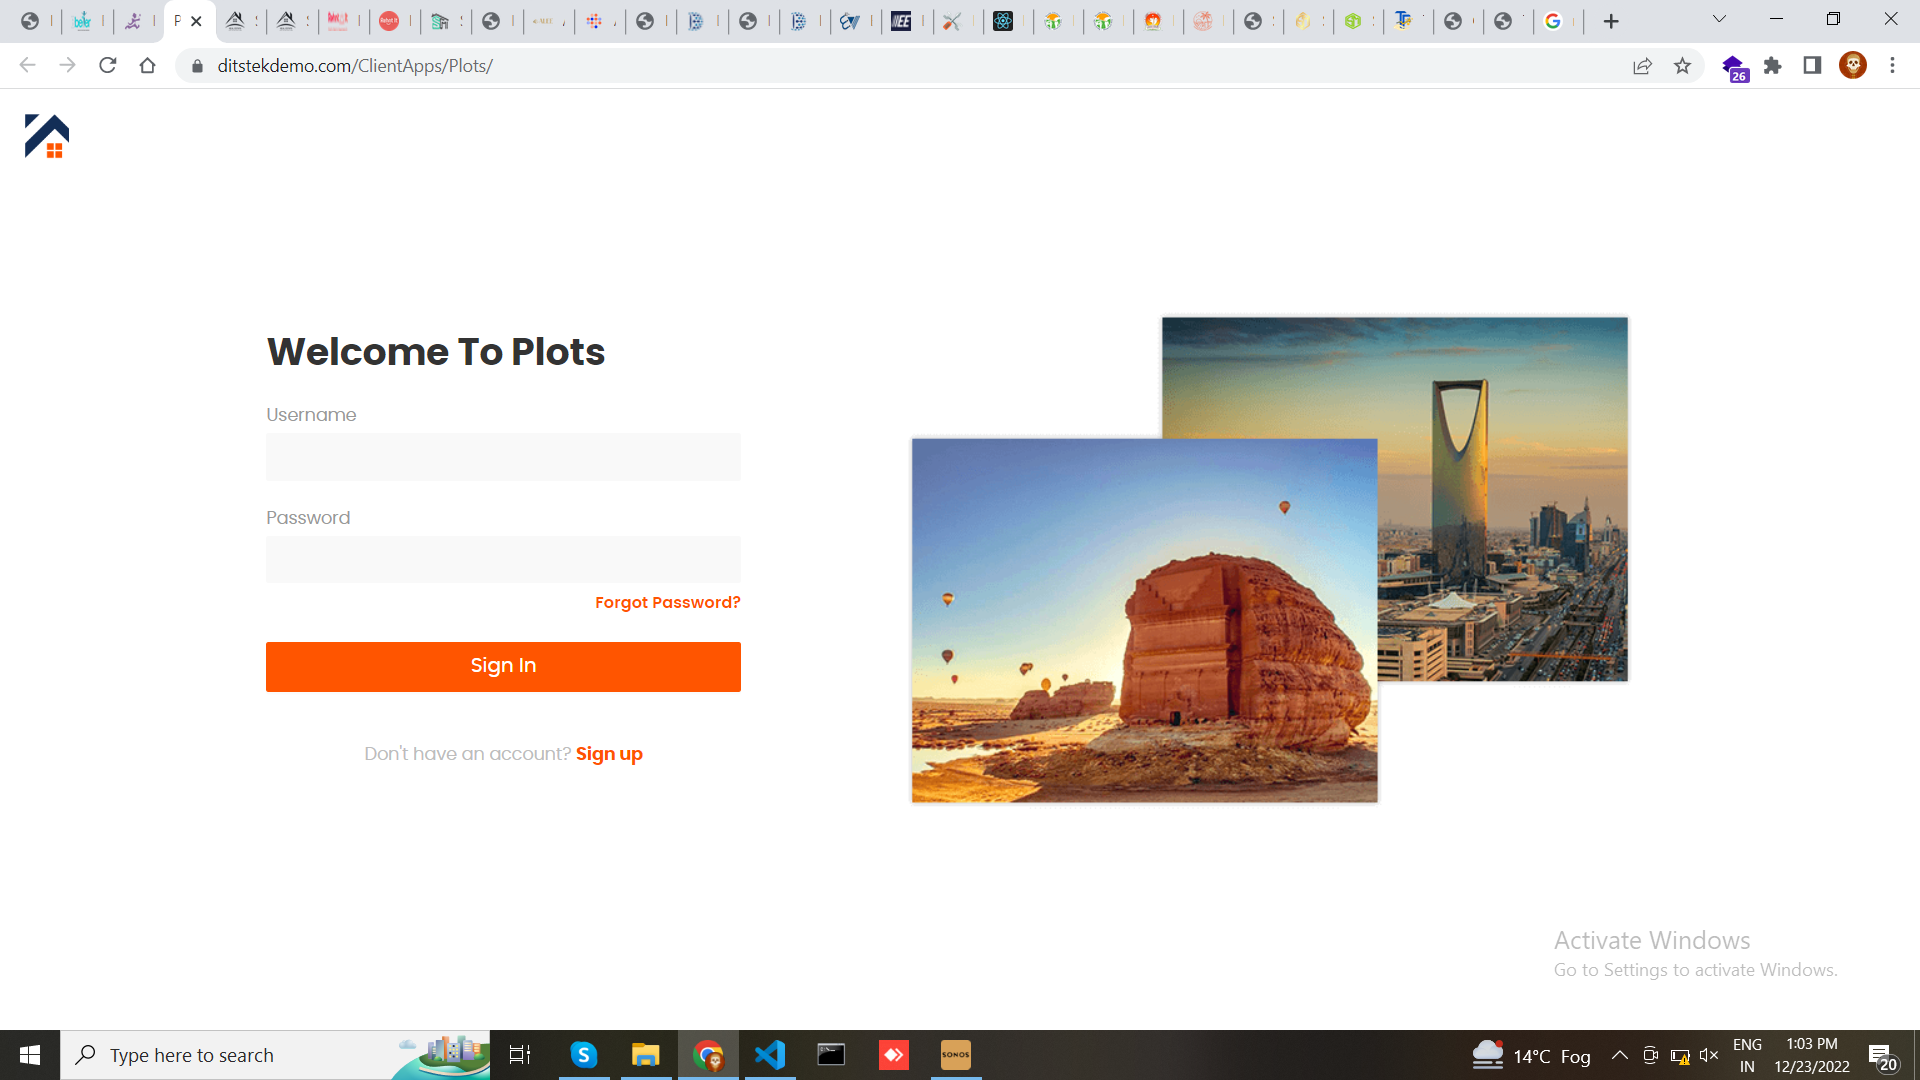 ditstekdemo.com/ClientApps/Plots/
26
Welcome To Plots
Username
Password
Forgot Password?
Sign In
Don't have an account? Sign up
Activate Windows
Go to Settings to activate Windows.
Type here to search
SONOS
14°C Fog
ENG
IN
1:03 PM
12/23/2022
20